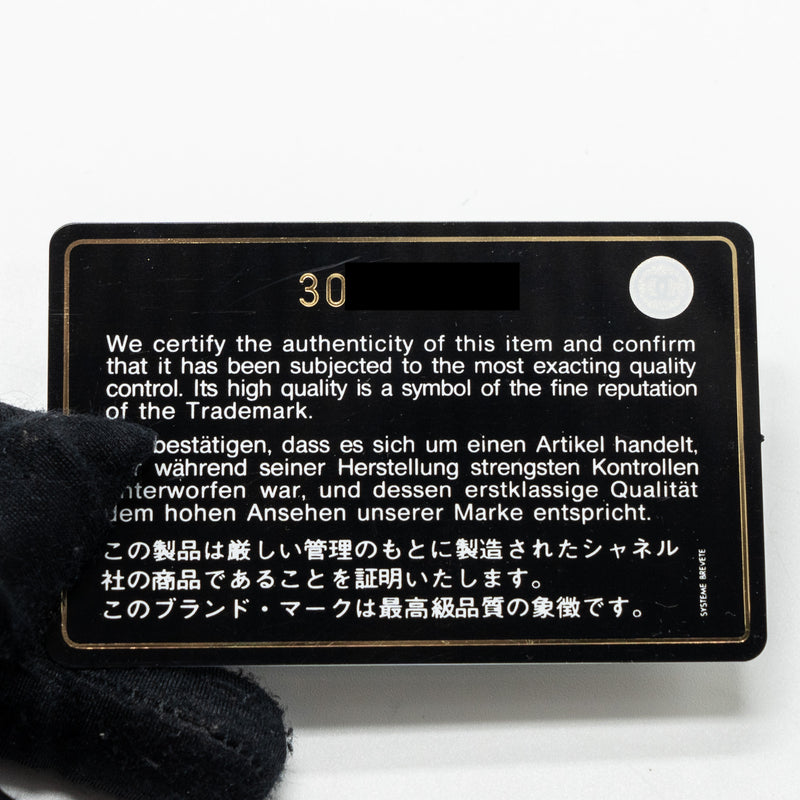 30
We certify the authenticity of this item and confirm
that it has been subjected to the most exacting quality
control. Its high quality is a symbol of the fine reputation
of the Trademark.
bestätigen, dass es sich um einen Artikel handelt,
während seiner Herstellung strengsten Kontrollen
unterworfen war, und dessen erstklassige Qualität
dem hohen Ansehen unserer Marke entspricht.
この製品は厳しい管理のもとに製造されたシャネル
社の商品であることを証明いたします。
このブランド・マークは最高級品質の象徴です。
SYSTEME BREVETE